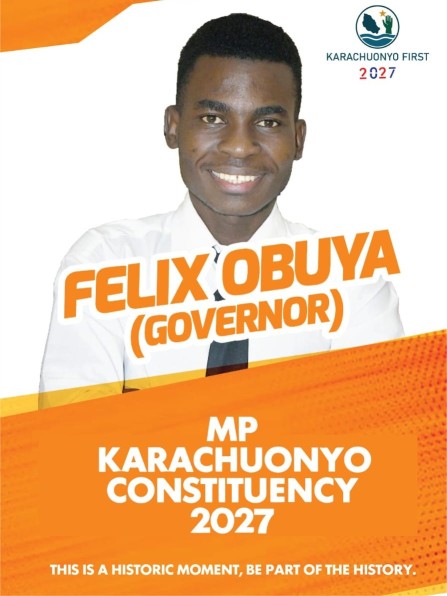 KARACHUONYO FIRST
2027
FELIX OBUYA
(GOVERNOR)
MP
KARACHUONYO
CONSTITUENCY
2027
THIS IS A HISTORIC MOMENT, BE PART OF THE HISTORY.